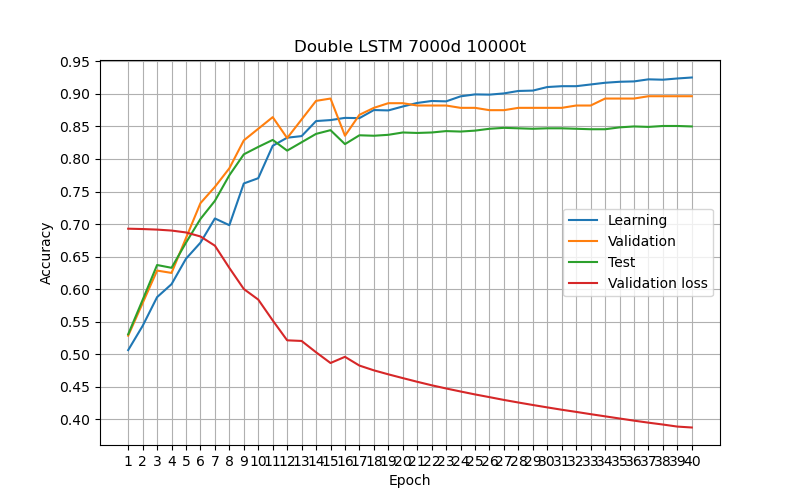 Double LSTM 7000d 10000t
0.95
0.90
0.85
0.80
0.75
0.70
0.65
0.60
0.55
0.50
0.45
0.40
Accuracy
Learning
Validation
Test
Validation loss
1 2 3 4 5 6 7 8 9 10 11 12 13 14 15 16 17 18 19 20 21 22 23 24 25 26 27 28 29 30 31 32 33 34 35 36 37 38 39 40
Epoch